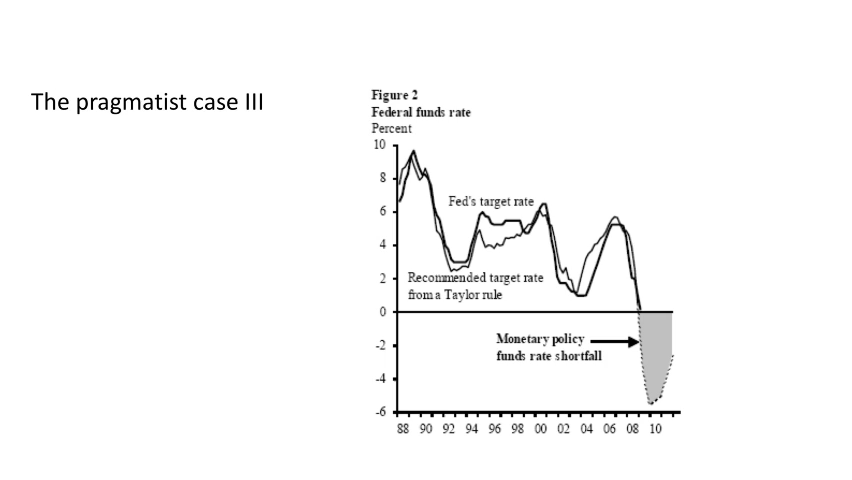 The pragmatist case III
Figure 2
Federal funds rate
Percent
10
8
6
4
2
0
-2
-4
-6
Fed's target rate
Recommended target rate
from a Taylor rule
Monetary policy
funds rate shortfall
88 90 92 94 96 98 00 02 04 06 08 10